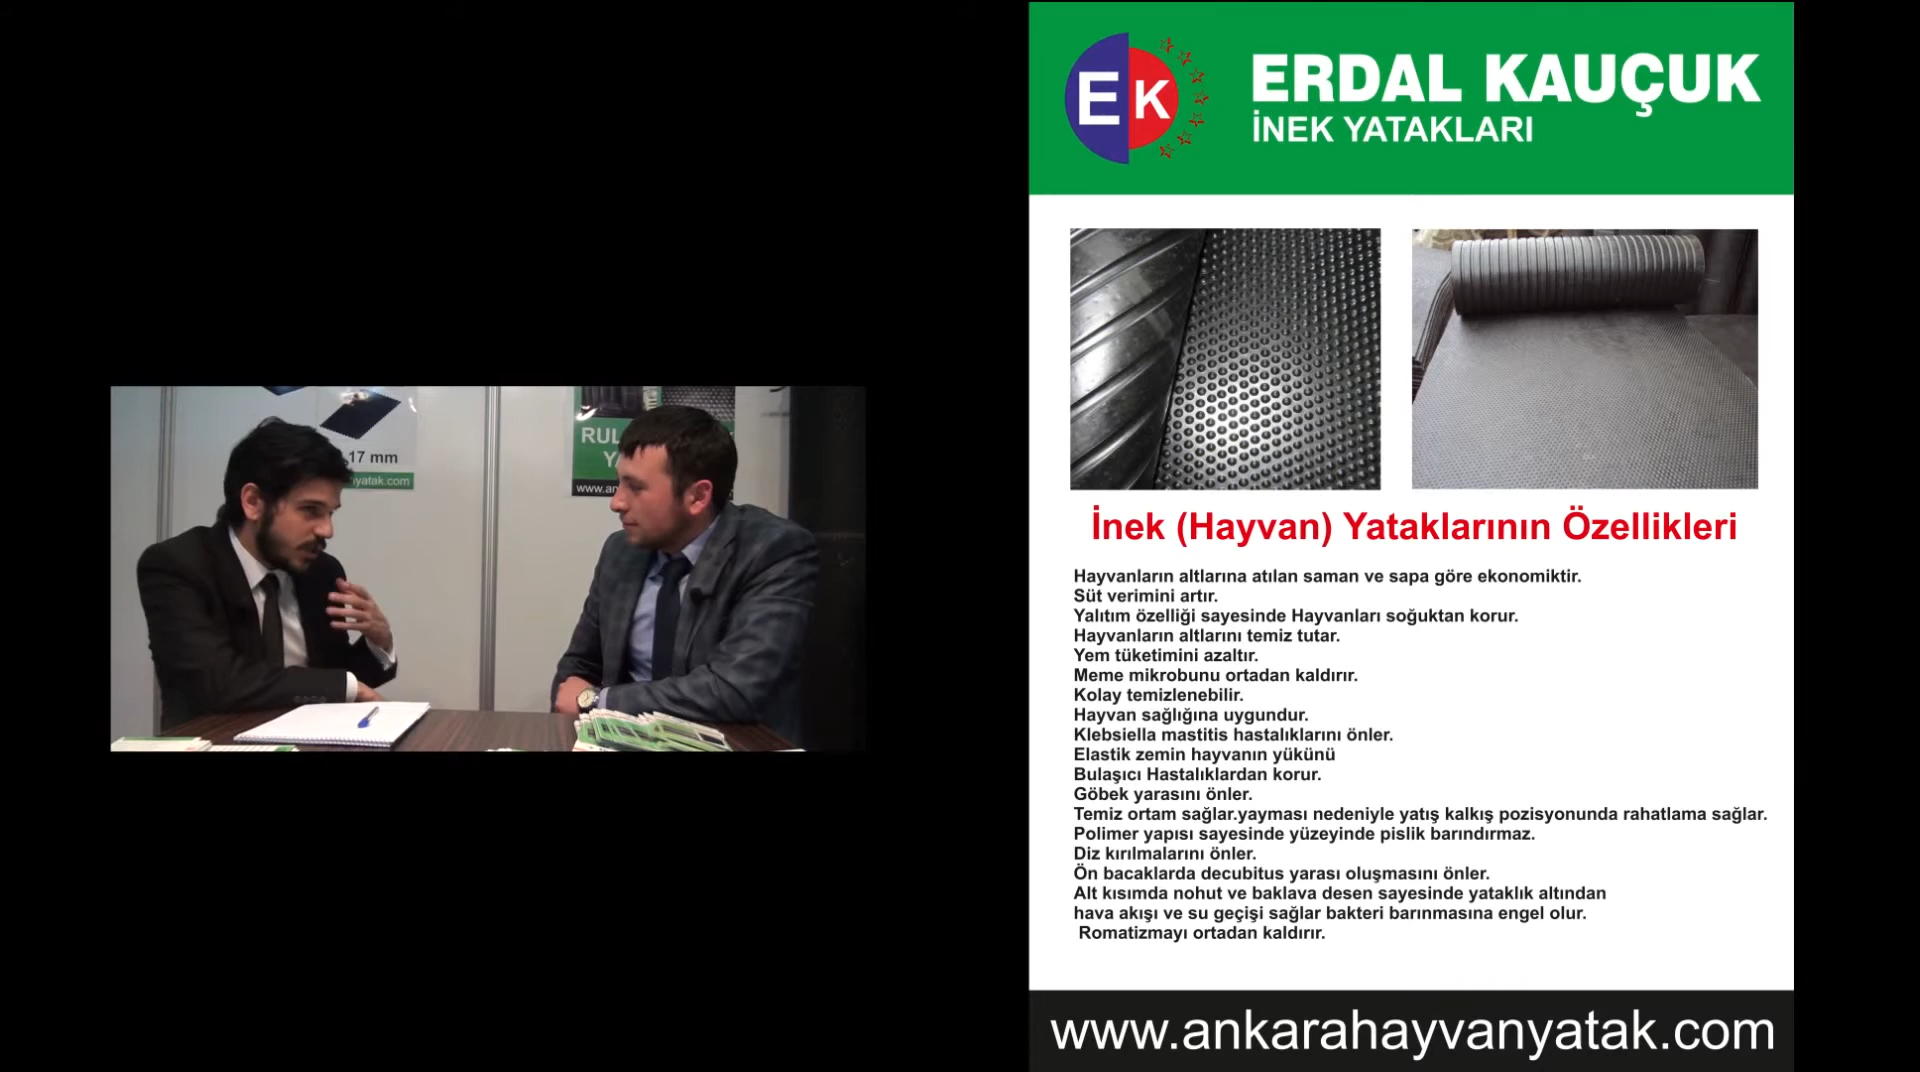 17 mm
yatak.com
RUL
www.an
EK
ERDAL KAUÇUK
İNEK YATAKLARI
İnek (Hayvan) Yataklarının Özellikleri
Hayvanların altlarına atılan saman ve sapa göre ekonomiktir.
Süt verimini artır.
Yalıtım özelliği sayesinde Hayvanları soğuktan korur.
Hayvanların altlarını temiz tutar.
Yem tüketimini azaltır.
Meme mikrobunu ortadan kaldırır.
Kolay temizlenebilir.
Hayvan sağlığına uygundur.
Klebsiella mastitis hastalıklarını önler.
Elastik zemin hayvanın yükünü
Bulaşıcı Hastalıklardan korur.
Göbek yarasını önler.
Temiz ortam sağlar.yayması nedeniyle yatış kalkış pozisyonunda rahatlama sağlar.
Polimer yapısı sayesinde yüzeyinde pislik barındırmaz.
Diz kırılmalarını önler.
Ön bacaklarda decubitus yarası oluşmasını önler.
Alt kısımda nohut ve baklava desen sayesinde yataklık altından
hava akışı ve su geçişi sağlar bakteri barınmasına engel olur.
Romatizmayı ortadan kaldırır.
www.ankarahayvanyatak.com